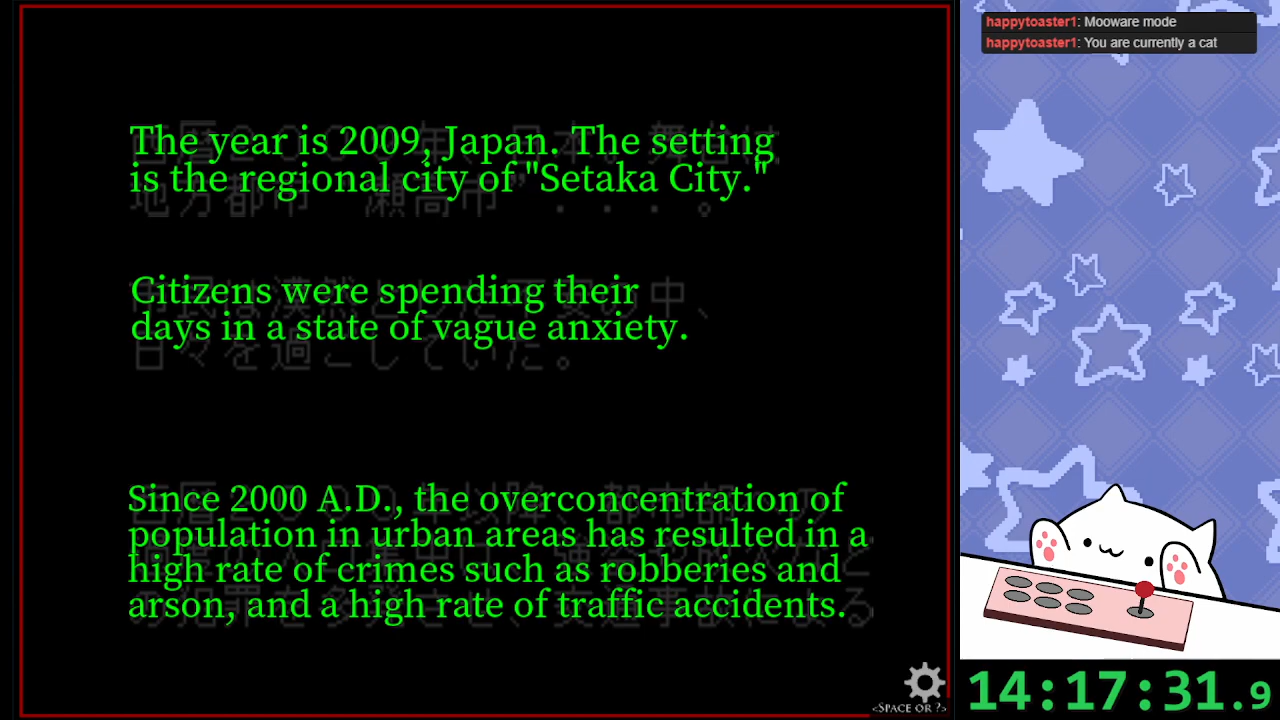 happytoaster1: Mooware mode
happytoaster1: You are currently a cat
The year is 2009, Japan. The setting
is the regional city of "Setaka City."
Citizens were spending their
days in a state of vague anxiety.
Since 2000 A.D., the overconcentration of
population in urban areas has resulted in a
high rate of crimes such as robberies and
arson, and a high rate of traffic accidents.
<SPACE OR ?>
14:17:31.9